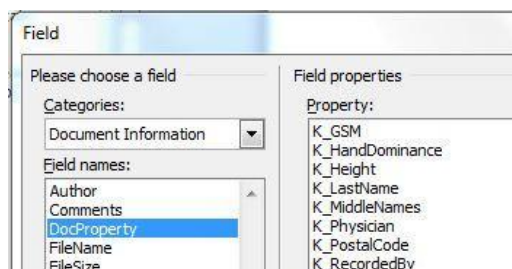 Field
Please choose a field
Categories:
Document Information
Field names:
Author
Comments
DocProperty
FileName
FileSize
Field properties
Property:
K_GSM
K_HandDominance
K_Height
K_LastName
K_MiddleNames
K_Physician
K_PostalCode
K_RecordedBy